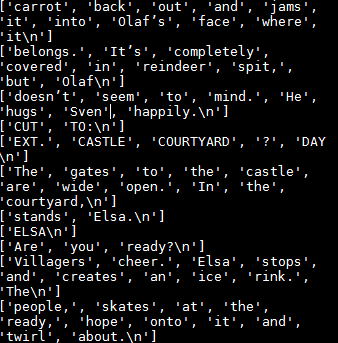 ['carrot', 'back', 'out', 'and', 'jams',
'it', 'into', 'Olaf’s', 'face', 'where',
'it\n']
['belongs.', 'It’s', 'completely',
'covered', 'in', 'reindeer', 'spit,',
'but', 'Olaf\n']
['doesn’t', 'seem', 'to', 'mind.', 'He',
'hugs', 'Sven', 'happily.\n']
['CUT', 'TO:\n']
['EXT.', 'CASTLE', 'COURTYARD', '?', 'DAY
\n']
['The', 'gates', 'to', 'the', 'castle',
'are', 'wide', 'open.', 'In', 'the',
'courtyard,\n']
['stands', 'Elsa.\n']
['ELSA\n']
['Are', 'you', 'ready?\n']
['Villagers', 'cheer.', 'Elsa', 'stops',
'and', 'creates', 'an', 'ice', 'rink.',
'The\n']
['people,', 'skates', 'at', 'the',
'ready,', 'hope', 'onto', 'it', 'and',
'twirl', 'about.\n']